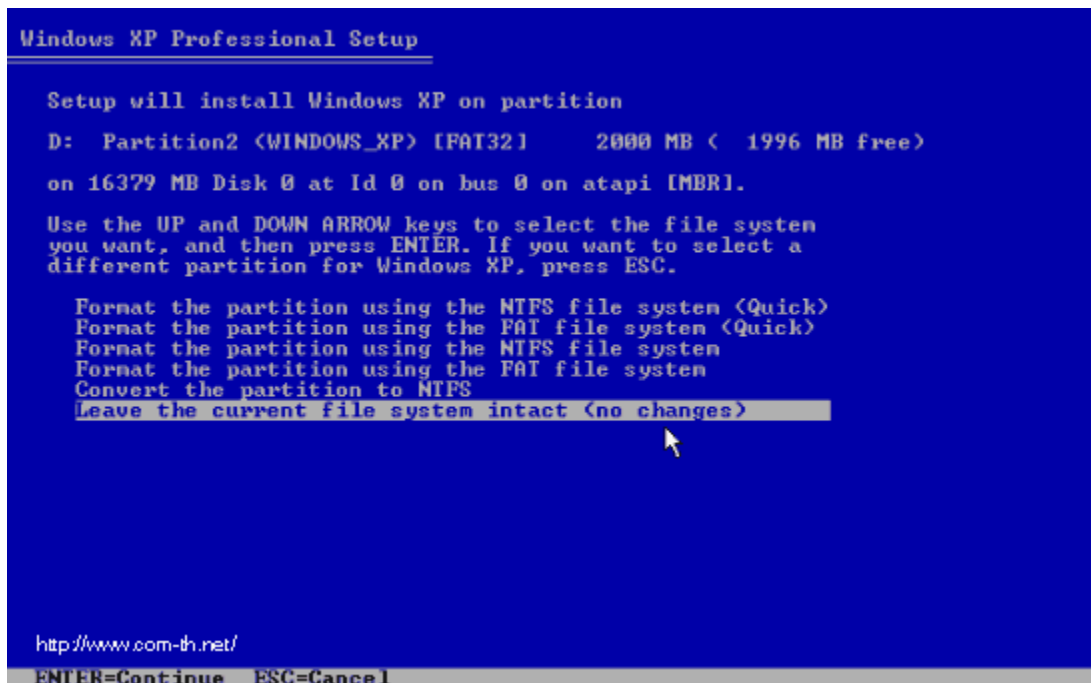 Windows XP Professional Setup
Setup will install Windows XP on partition
D: Partition2 (WINDOWS_XP) [FAT32] 2000 MB ( 1996 MB free)
on 16379 MB Disk 0 at Id 0 on bus 0 on atapi [MBR].
Use the UP and DOWN ARROW keys to select the file system
you want, and then press ENTER. If you want to select a
different partition for Windows XP, press ESC.
Format the partition using the NTFS file system (Quick)
Format the partition using the FAT file system (Quick)
Format the partition using the NTFS file system
Format the partition using the FAT file system
Convert the partition to NTFS
Leave the current file system intact (no changes)
http://www.com-th.net/
ENTER=Continue ESC=Cancel